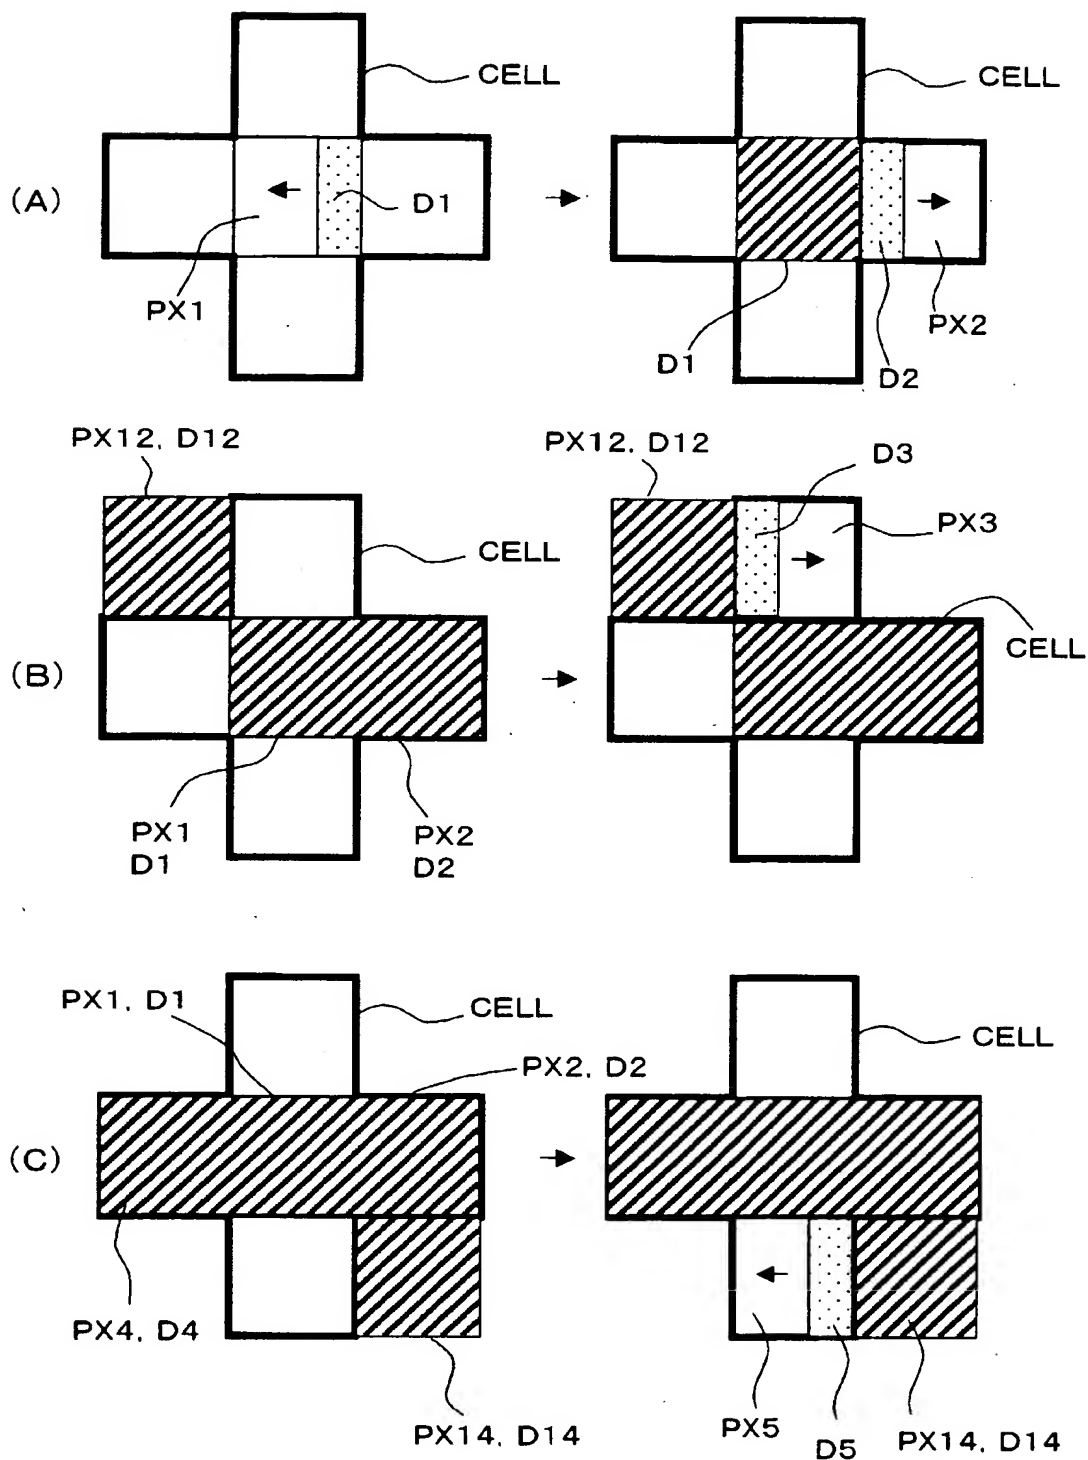 CELL
CELL
(A)
D1
PX1
PX2
D1
D2
PX12, D12
PX12, D12
D3
PX3
CELL
CELL
(B)
PX1
D1
PX2
D2
PX1, D1
CELL
CELL
PX2, D2
(C)
PX4, D4
PX14, D14
PX5
D5
PX14, D14